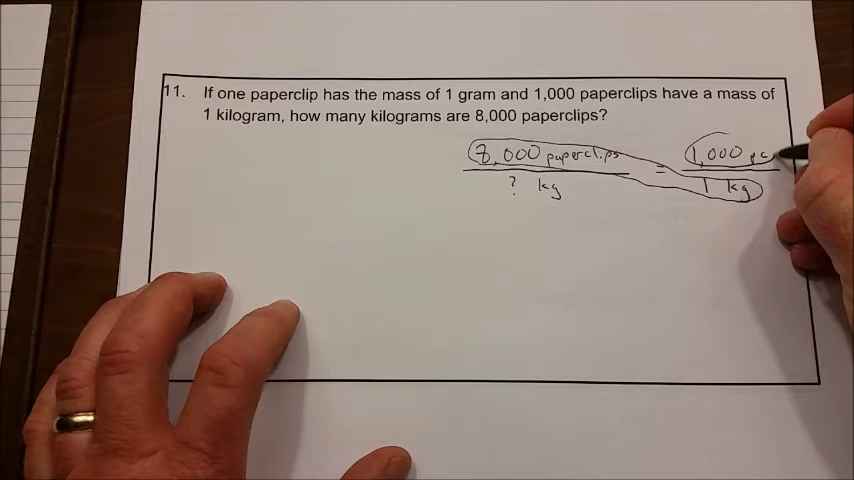 11. If one paperclip has the mass of 1 gram and 1,000 paperclips have a mass of
1 kilogram, how many kilograms are 8,000 paperclips?
8,000 paperclips = 1,000 pcs
? kg 1 kg